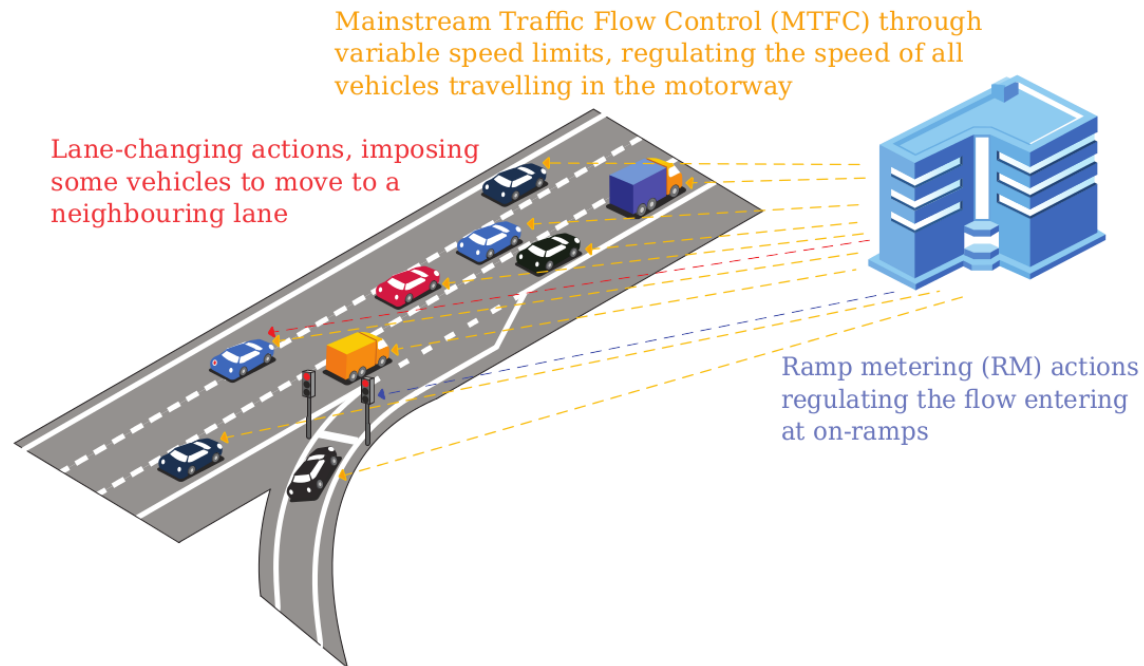 Mainstream Traffic Flow Control (MTFC) through
variable speed limits, regulating the speed of all
vehicles travelling in the motorway
Lane-changing actions, imposing
some vehicles to move to a
neighbouring lane
Ramp metering (RM) actions
regulating the flow entering
at on-ramps